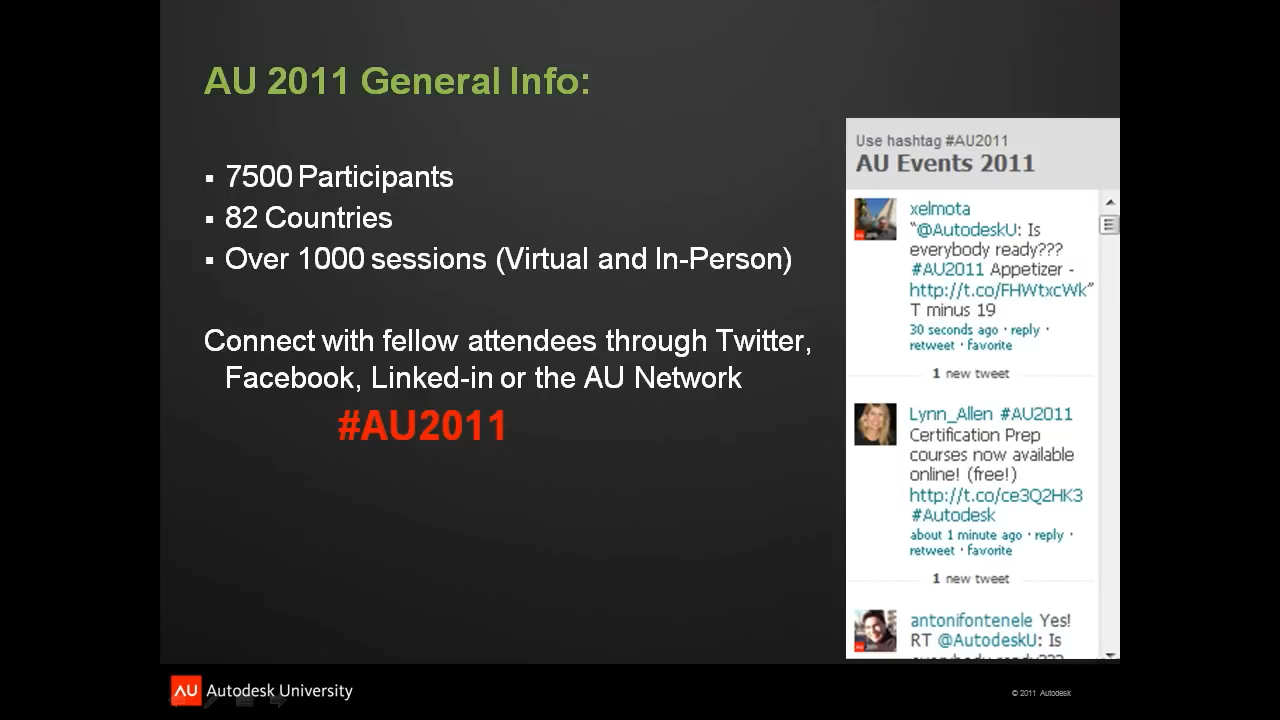 AU 2011 General Info:
7500 Participants
82 Countries
Over 1000 sessions (Virtual and In-Person)
Connect with fellow attendees through Twitter,
Facebook, Linked-in or the AU Network
#AU2011
Use hashtag #AU2011
AU Events 2011
xelmota
"@AutodeskU: Is
everybody ready???
#AU2011 Appetizer -
http://t.co/FHWtxcWk"
T minus 19
30 seconds ago · reply ·
retweet · favorite
1 new tweet
Lynn_Allen #AU2011
Certification Prep
courses now available
online! (free!)
http://t.co/ce3Q2HK3
#Autodesk
about 1 minute ago · reply ·
retweet · favorite
1 new tweet
antonifontenele Yes!
RT @AutodeskU: Is
everybody ready???
AU Autodesk University
© 2011 Autodesk